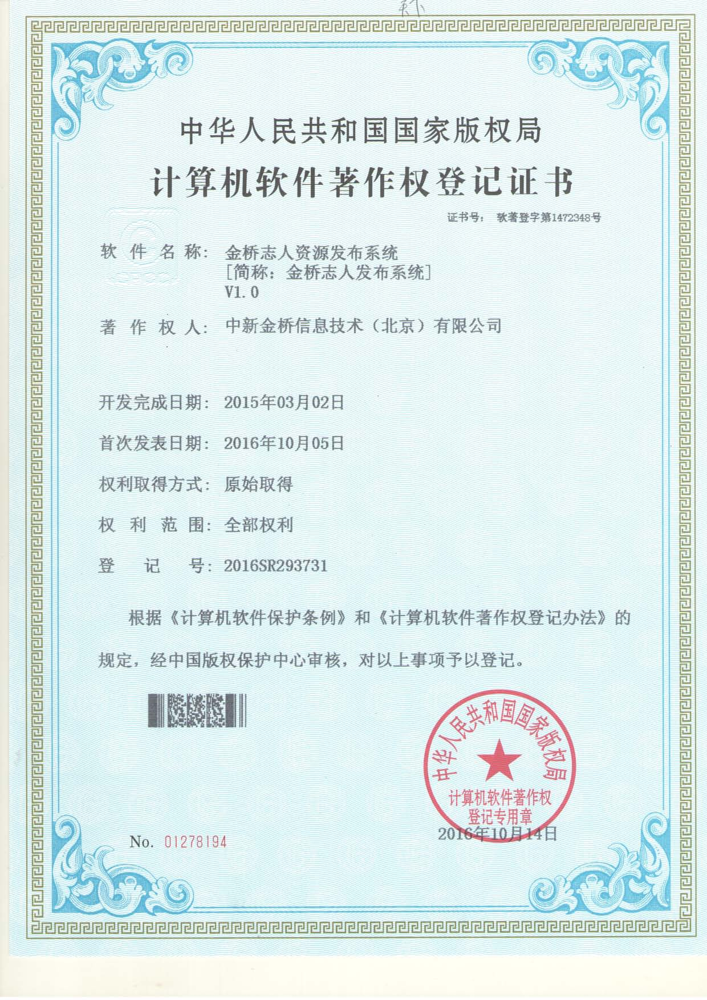 中华人民共和国国家版权局
计算机软件著作权登记证书
证书号： 软著登字第1472348号
软件名称： 金桥志人资源发布系统
[简称：金桥志人发布系统]
V1.0
著作权人： 中新金桥信息技术（北京）有限公司
开发完成日期： 2015年03月02日
首次发表日期： 2016年10月05日
权利取得方式： 原始取得
权利范围： 全部权利
登记号： 2016SR293731
根据《计算机软件保护条例》和《计算机软件著作权登记办法》的
规定，经中国版权保护中心审核，对以上事项予以登记。
中华人民共和国国家版权局
计算机软件著作权
登记专用章
2016年10月14日
No. 01278194